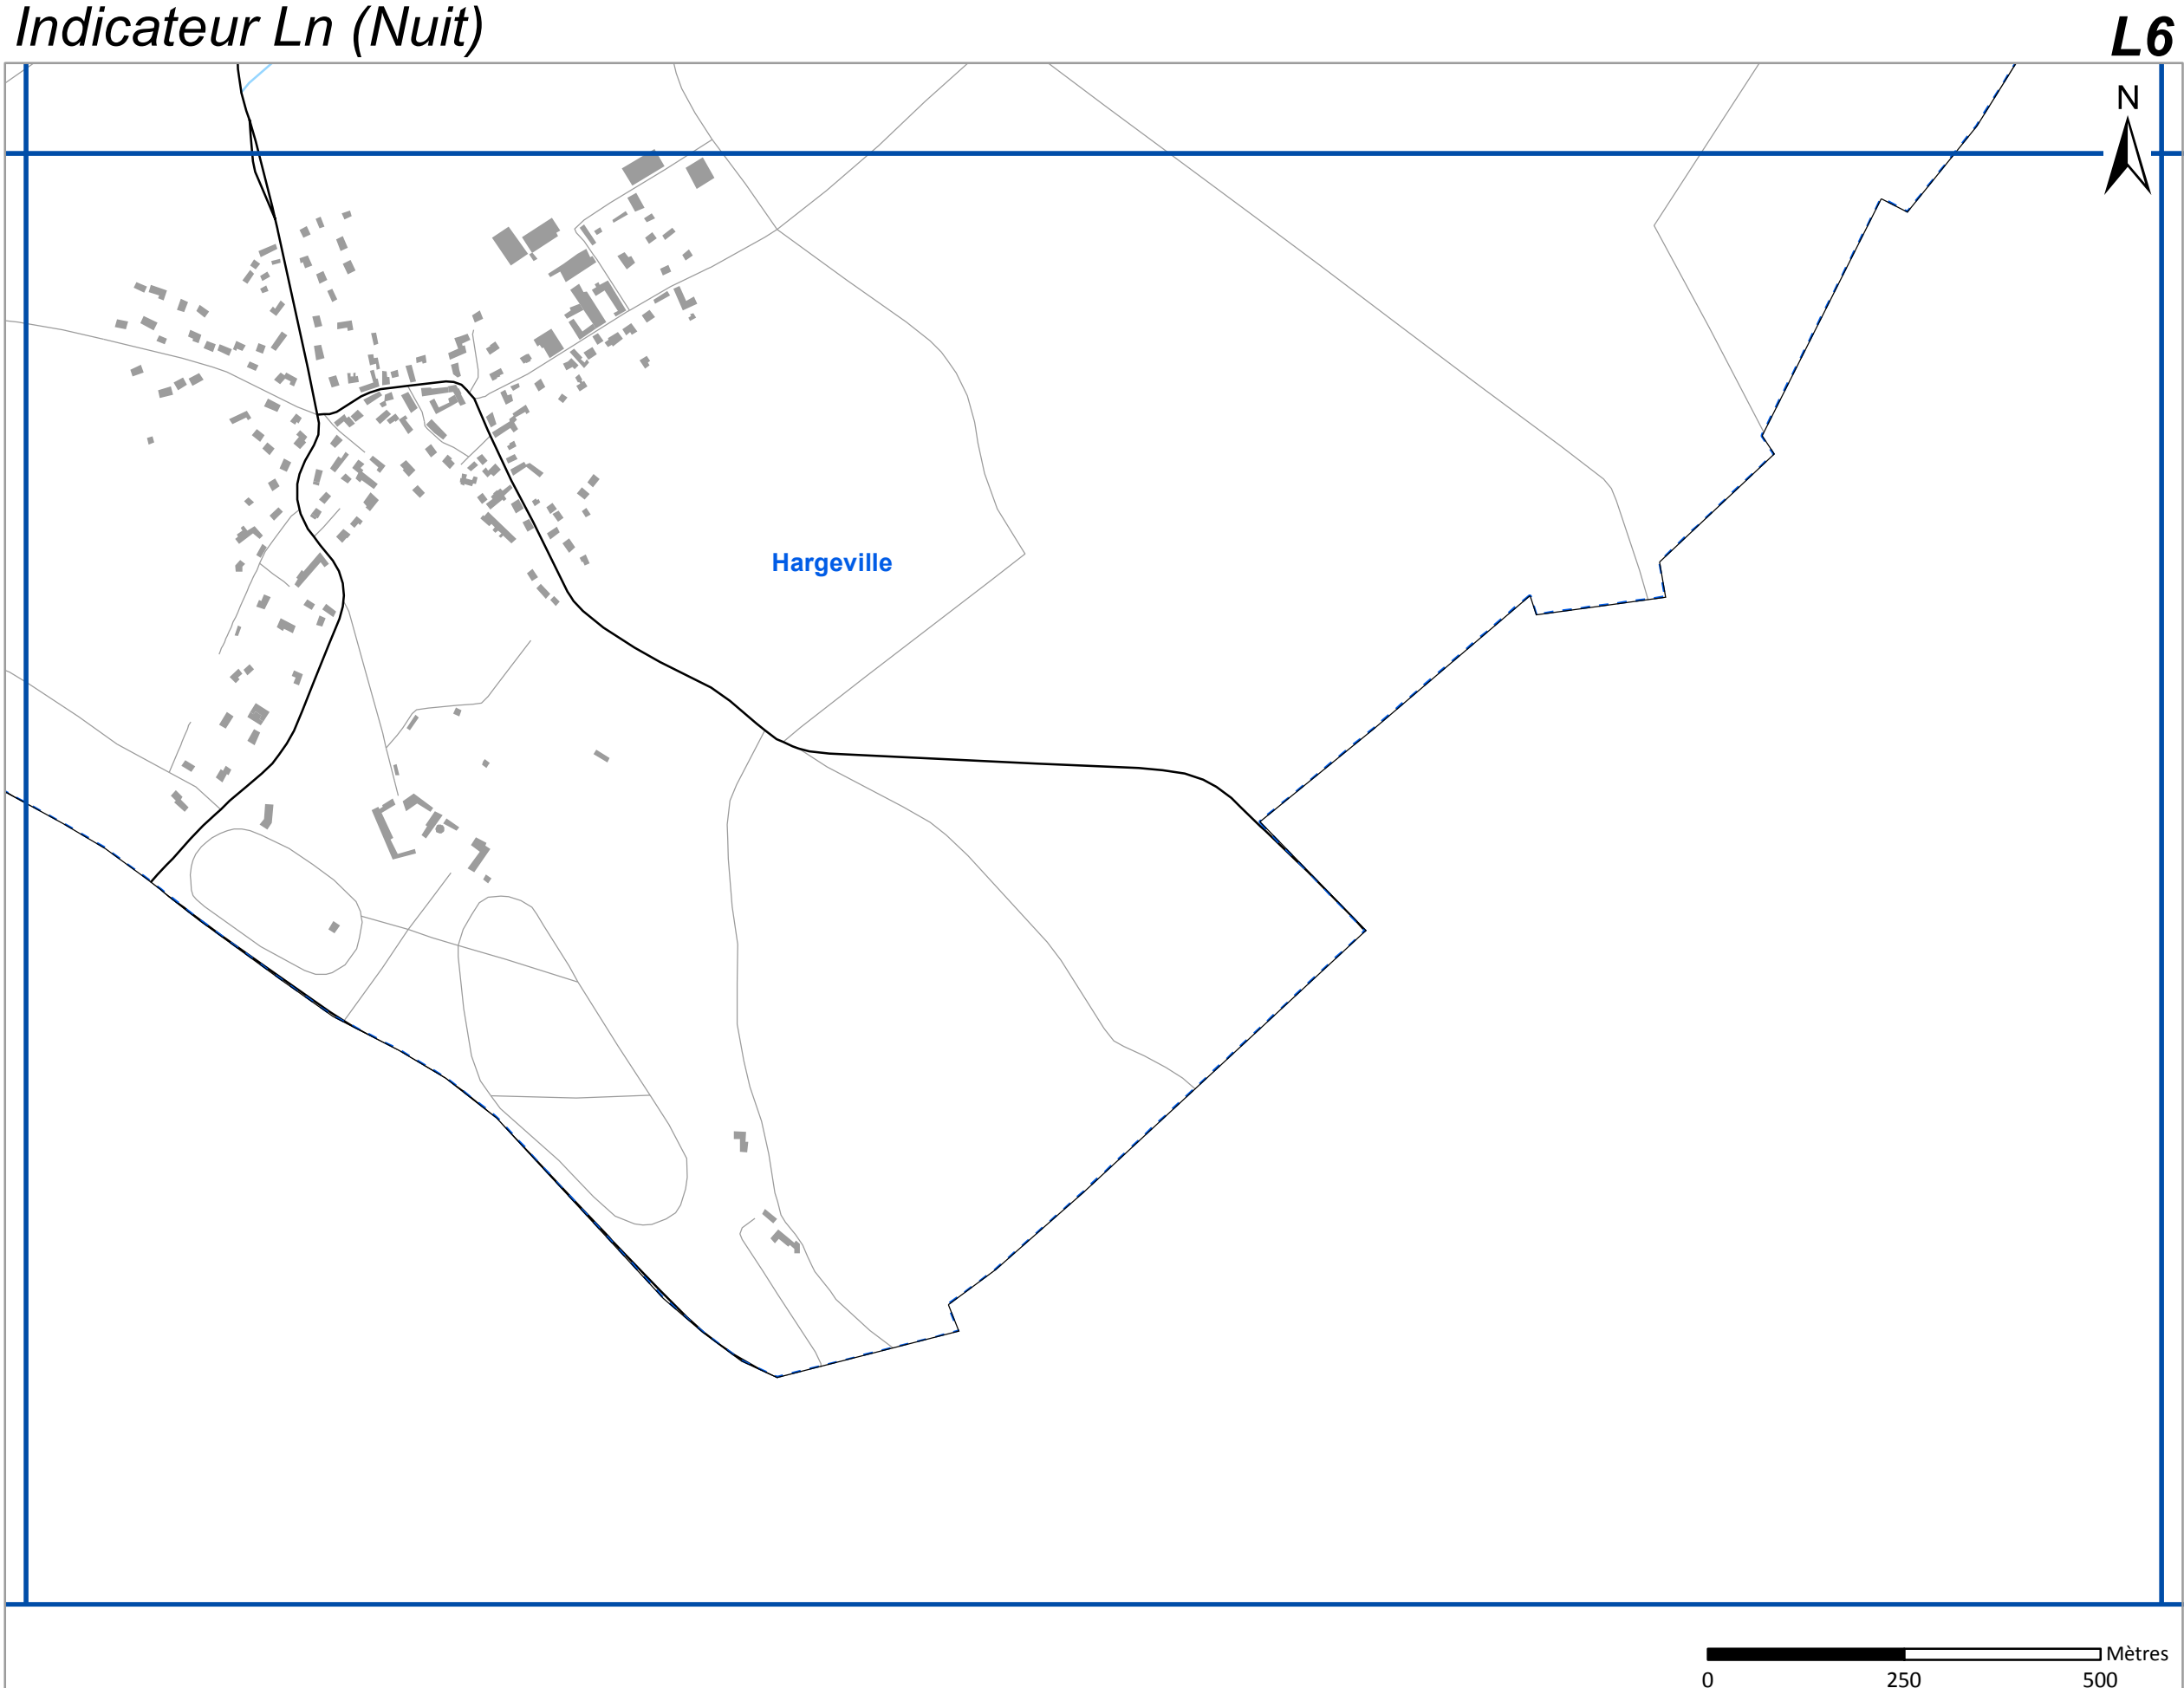 Indicateur Ln (Nuit)
L6
N
Hargeville
Mètres
0 250 500